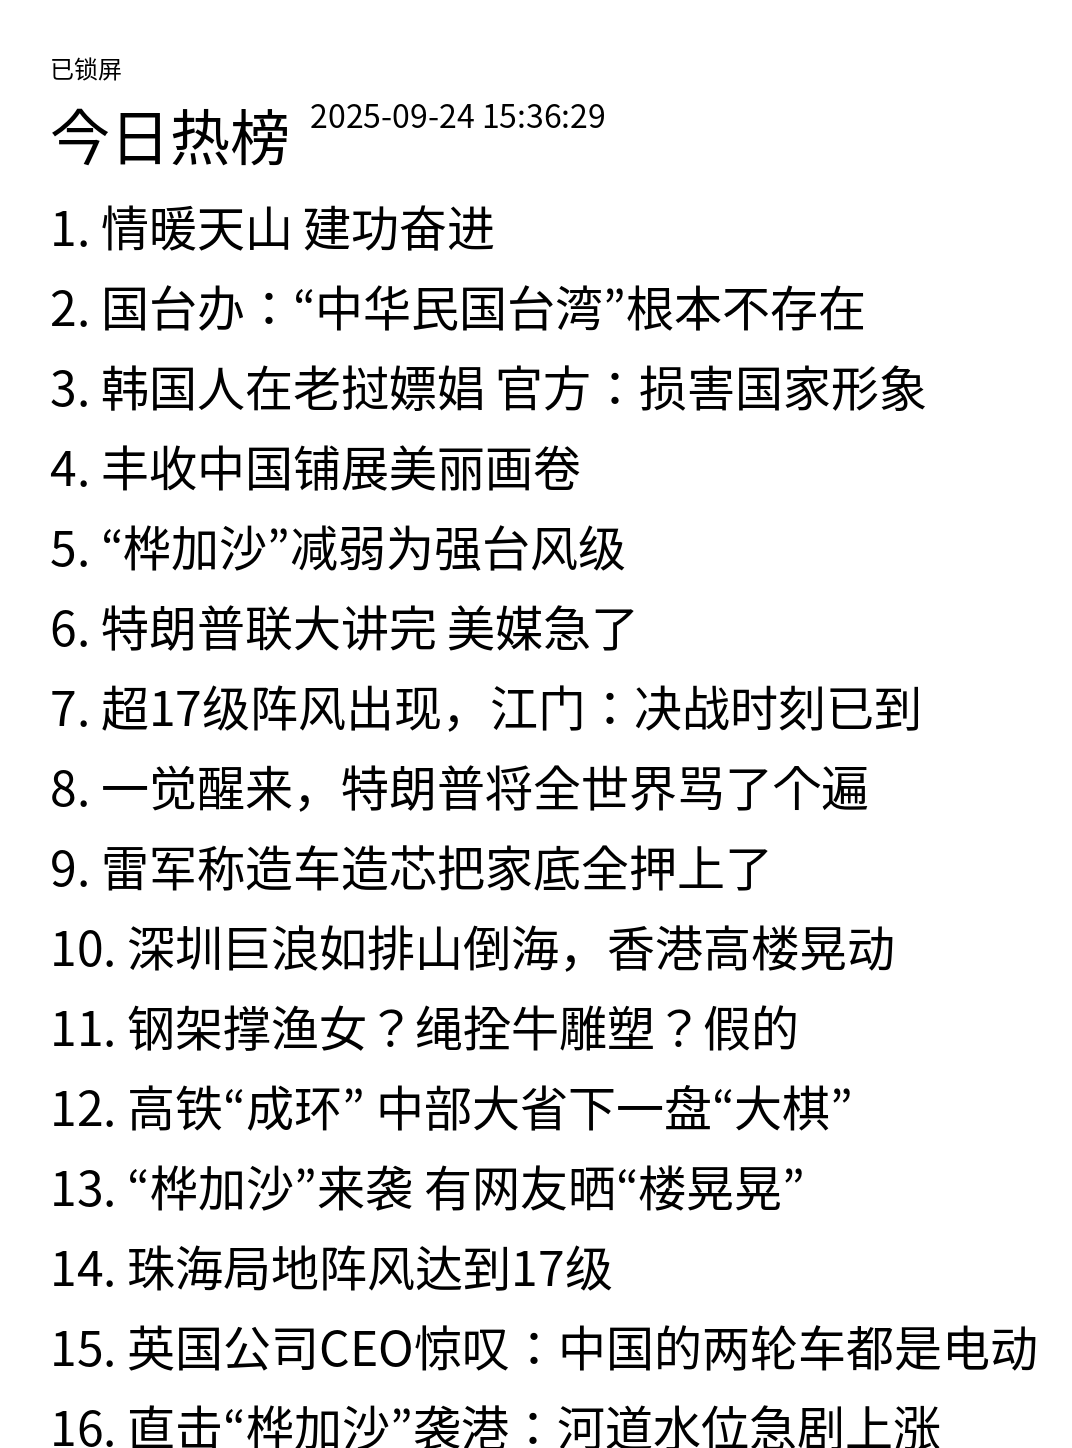 已锁屏
今日热榜 2025-09-24 15:36:29
1. 情暖天山 建功奋进
2. 国台办：“中华民国台湾”根本不存在
3. 韩国人在老挝嫖娼 官方：损害国家形象
4. 丰收中国铺展美丽画卷
5. “桦加沙”减弱为强台风级
6. 特朗普联大讲完 美媒急了
7. 超17级阵风出现，江门：决战时刻已到
8. 一觉醒来，特朗普将全世界骂了个遍
9. 雷军称造车造芯把家底全押上了
10. 深圳巨浪如排山倒海，香港高楼晃动
11. 钢架撑渔女？绳拴牛雕塑？假的
12. 高铁“成环” 中部大省下一盘“大棋”
13. “桦加沙”来袭 有网友晒“楼晃晃”
14. 珠海局地阵风达到17级
15. 英国公司CEO惊叹：中国的两轮车都是电动
16. 直击“桦加沙”袭港：河道水位急剧上涨